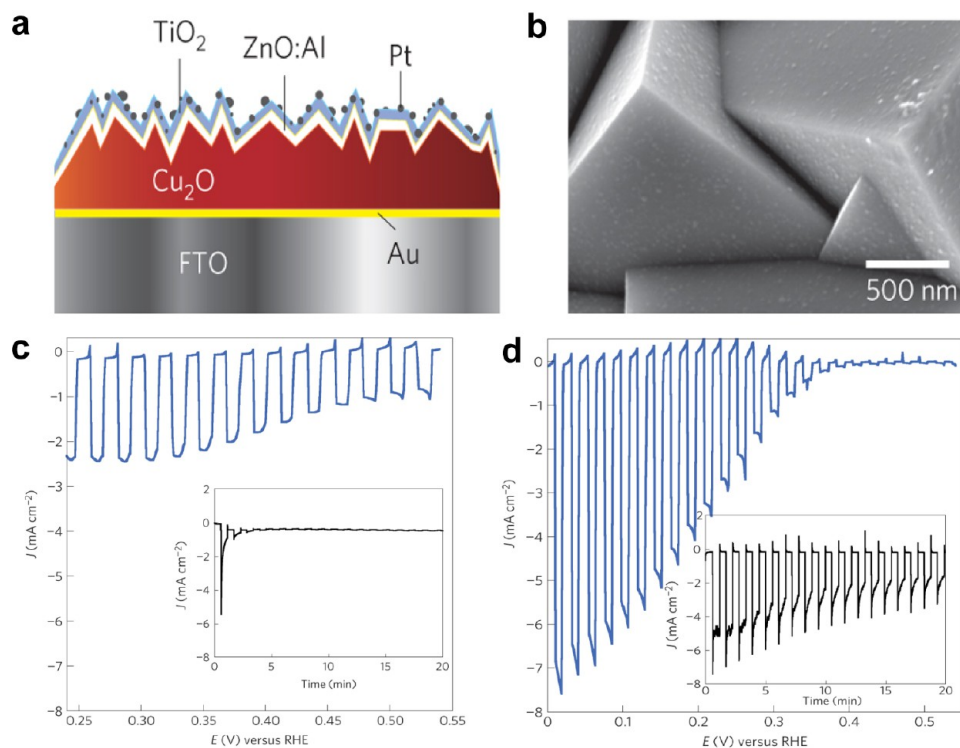 a
TiO2
ZnO:Al
Pt
Cu2O
Au
FTO
b
500 nm
c
0
−1
−2
−3
−4
−5
−6
−7
−8
J (mA cm−2)
0.25
0.30
0.35
0.40
0.45
0.50
0.55
E (V) versus RHE
2
0
−2
−4
−6
−8
J (mA cm−2)
0
5
10
15
20
Time (min)
d
0
−1
−2
−3
−4
−5
−6
−7
−8
J (mA cm−2)
0
0.1
0.2
0.3
0.4
0.5
E (V) versus RHE
2
0
−2
−4
−6
−8
J (mA cm−2)
0
5
10
15
20
Time (min)